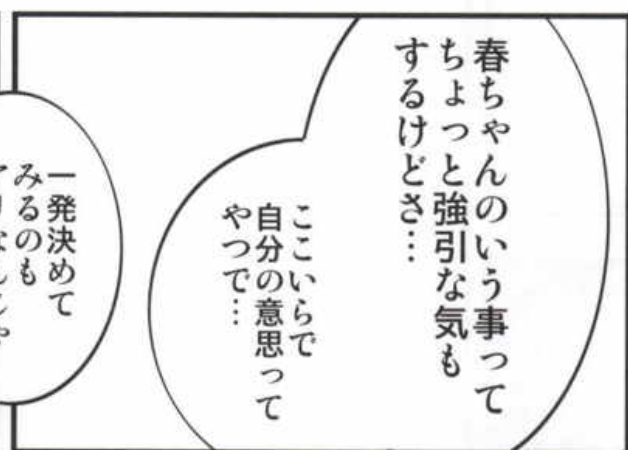 春ちゃんのいう事って
ちょっと強引な気も
するけどさ…
ここいらで
自分の意思って
やつで…
一発決めて
みるのも